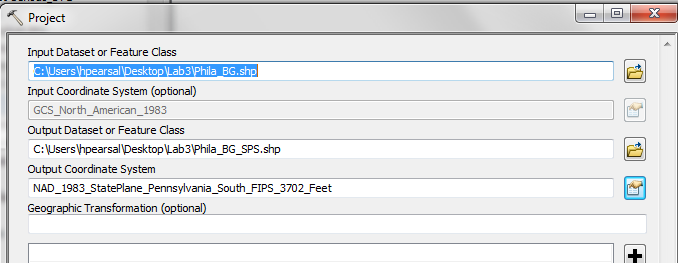 Project
Input Dataset or Feature Class
C:\Users\hpearsal\Desktop\Lab3\Phila_BG.shp
Input Coordinate System (optional)
GCS_North_American_1983
Output Dataset or Feature Class
C:\Users\hpearsal\Desktop\Lab3\Phila_BG_SPS.shp
Output Coordinate System
NAD_1983_StatePlane_Pennsylvania_South_FIPS_3702_Feet
Geographic Transformation (optional)